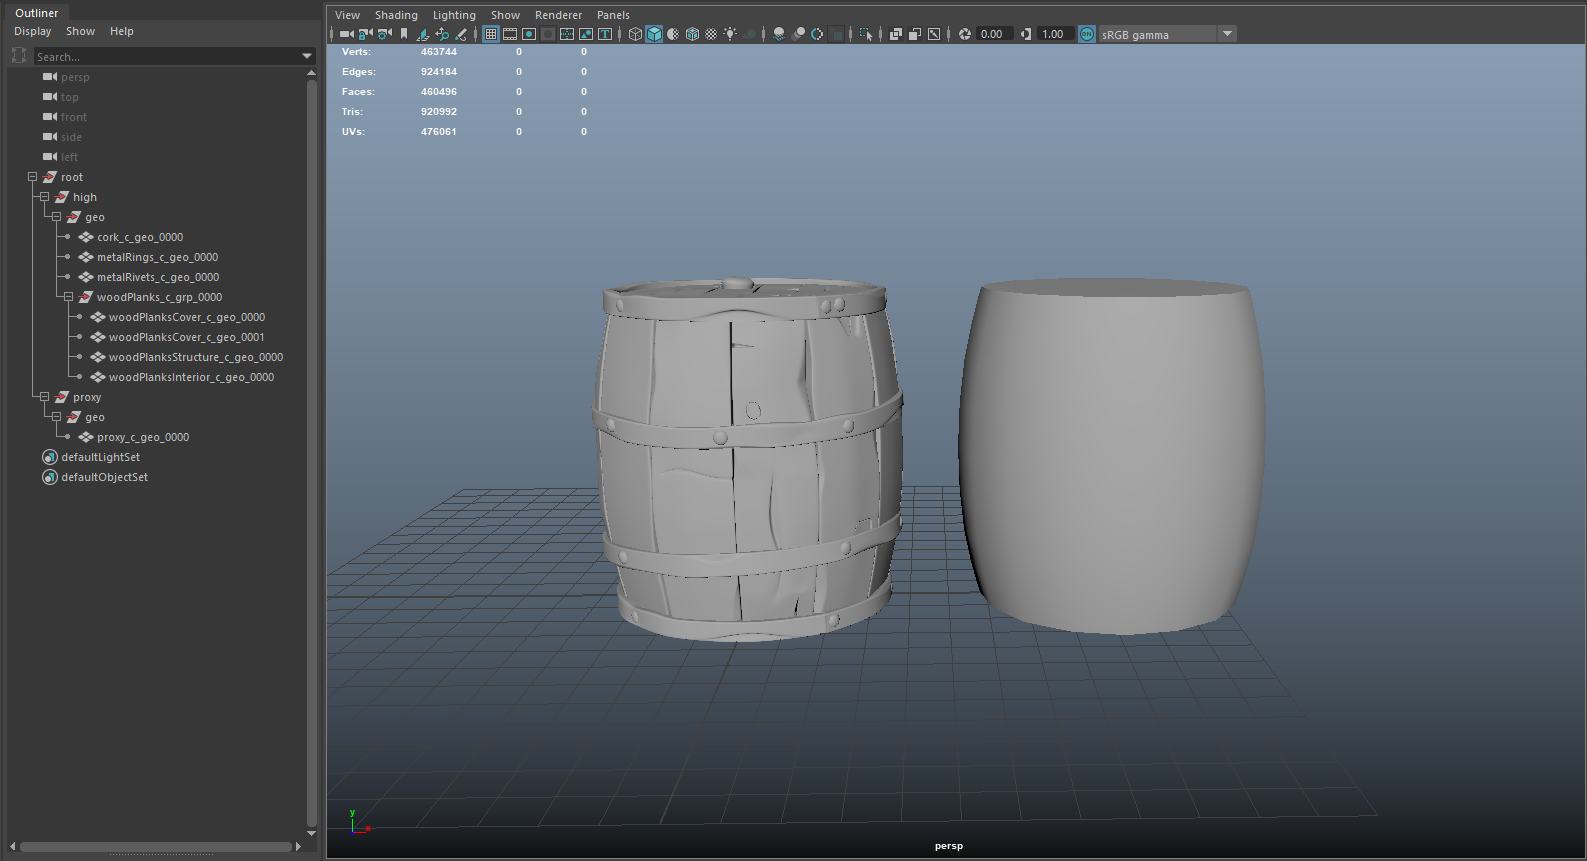 Outliner
Display Show Help
Search...
persp
top
front
side
left
root
high
geo
cork_c_geo_0000
metalRings_c_geo_0000
metalRivets_c_geo_0000
woodPlanks_c_grp_0000
woodPlanksCover_c_geo_0000
woodPlanksCover_c_geo_0001
woodPlanksStructure_c_geo_0000
woodPlanksInterior_c_geo_0000
proxy
geo
proxy_c_geo_0000
defaultLightSet
defaultObjectSet
View Shading Lighting Show Renderer Panels
0.00 1.00 ON sRGB gamma
Verts: 463744 0 0
Edges: 924184 0 0
Faces: 460496 0 0
Tris: 920992 0 0
UVs: 476061 0 0
y
x
persp